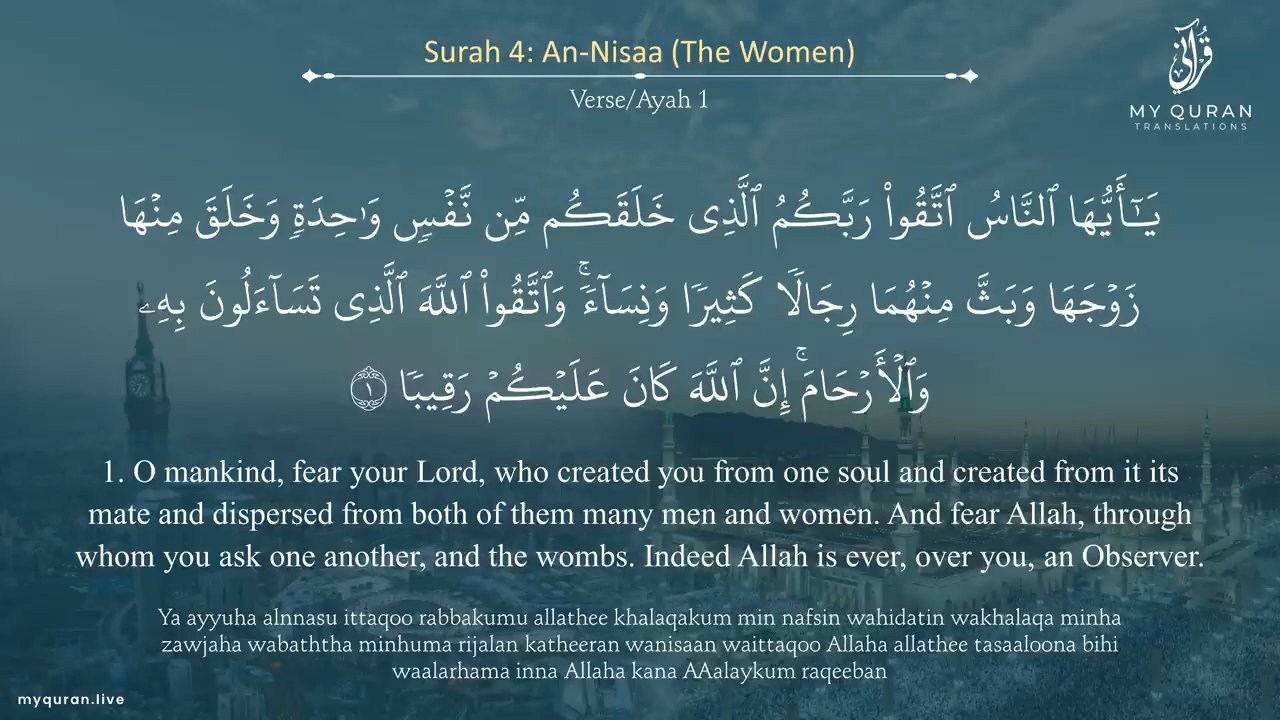 Surah 4: An-Nisaa (The Women)
Verse/Ayah 1
قرآني
MY QURAN
TRANSLATIONS
يَـٰٓأَيُّهَا ٱلنَّاسُ ٱتَّقُوا۟ رَبَّكُمُ ٱلَّذِى خَلَقَكُم مِّن نَّفْسٍ وَٰحِدَةٍ وَخَلَقَ مِنْهَا
زَوْجَهَا وَبَثَّ مِنْهُمَا رِجَالًا كَثِيرًا وَنِسَآءً ۚ وَٱتَّقُوا۟ ٱللَّهَ ٱلَّذِى تَسَآءَلُونَ بِهِۦ
وَٱلْأَرْحَامَ ۚ إِنَّ ٱللَّهَ كَانَ عَلَيْكُمْ رَقِيبًا ١
1. O mankind, fear your Lord, who created you from one soul and created from it its
mate and dispersed from both of them many men and women. And fear Allah, through
whom you ask one another, and the wombs. Indeed Allah is ever, over you, an Observer.
Ya ayyuha alnnasu ittaqoo rabbakumu allathee khalaqakum min nafsin wahidatin wakhalaqa minha
zawjaha wabaththa minhuma rijalan katheeran wanisaan waittaqoo Allaha allathee tasaaloona bihi
waalarhama inna Allaha kana AAalaykum raqeeban
myquran.live